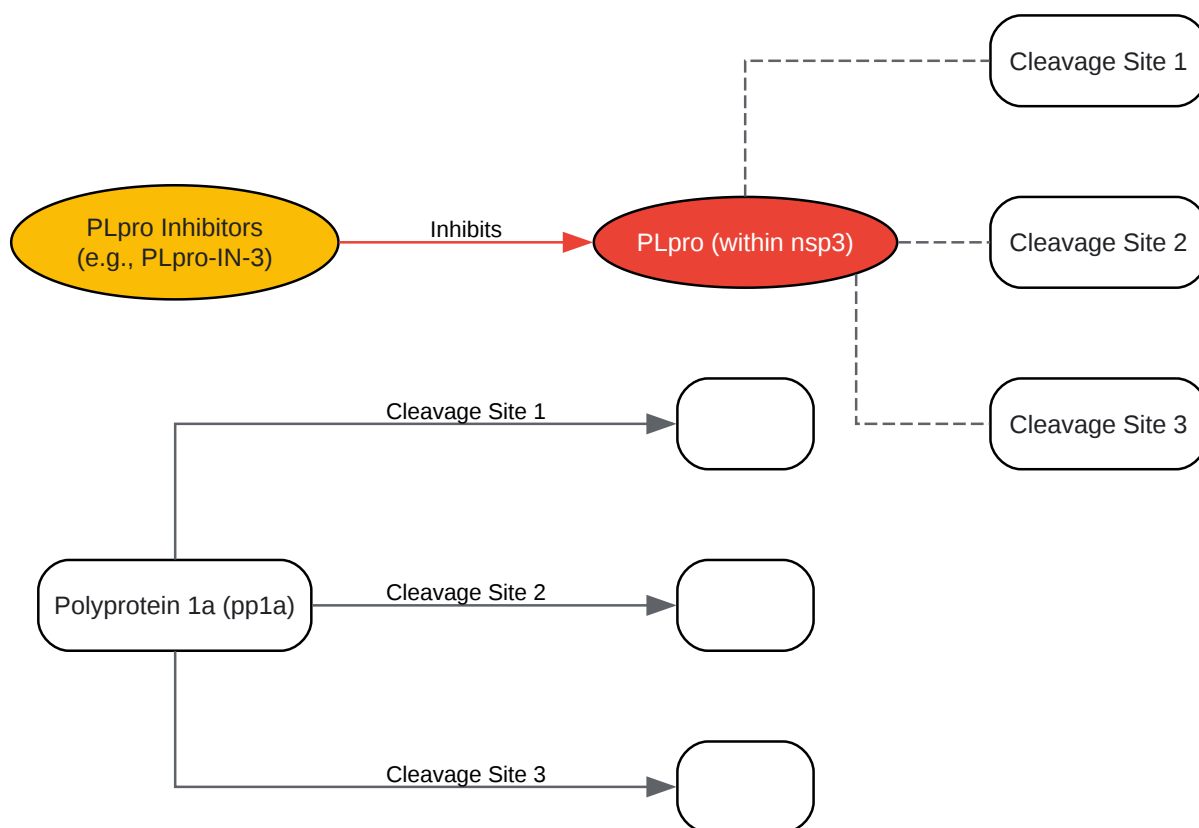 Cleavage Site 1
PLpro Inhibitors
(e.g., PLpro-IN-3)
Inhibits
PLpro (within nsp3)
Cleavage Site 2
Cleavage Site 1
Cleavage Site 3
Polyprotein 1a (pp1a)
Cleavage Site 2
Cleavage Site 3